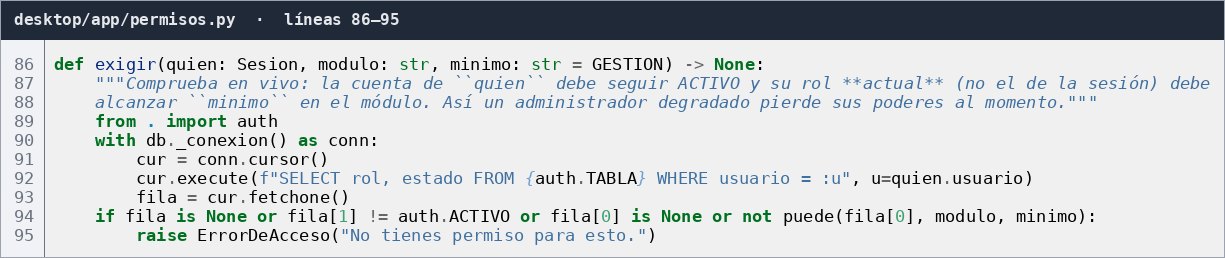 desktop/app/permisos.py  ·  líneas 86–95
86 def exigir(quien: Sesion, modulo: str, minimo: str = GESTION) -> None:
87     """Comprueba en vivo: la cuenta de ``quien`` debe seguir ACTIVO y su rol **actual** (no el de la sesión) debe
88     alcanzar ``minimo`` en el módulo. Así un administrador degradado pierde sus poderes al momento."""
89     from . import auth
90     with db._conexion() as conn:
91         cur = conn.cursor()
92         cur.execute(f"SELECT rol, estado FROM {auth.TABLA} WHERE usuario = :u", u=quien.usuario)
93         fila = cur.fetchone()
94     if fila is None or fila[1] != auth.ACTIVO or fila[0] is None or not puede(fila[0], modulo, minimo):
95         raise ErrorDeAcceso("No tienes permiso para esto.")